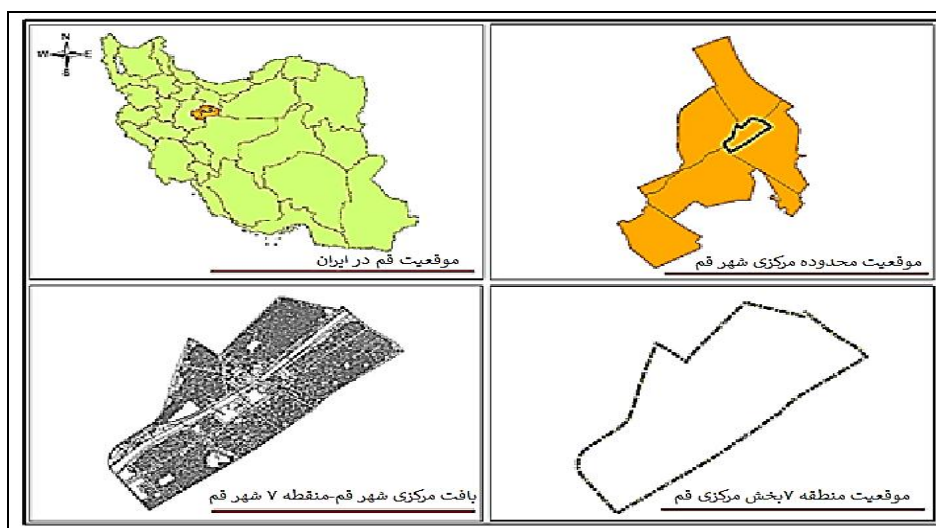 N
W E
S
موقعیت قم در ایران
موقعیت محدوده مرکزی شهر قم
بافت مرکزی شهر قم-منقطه ۷ شهر قم
موقعیت منطقه ۷بخش مرکزی قم